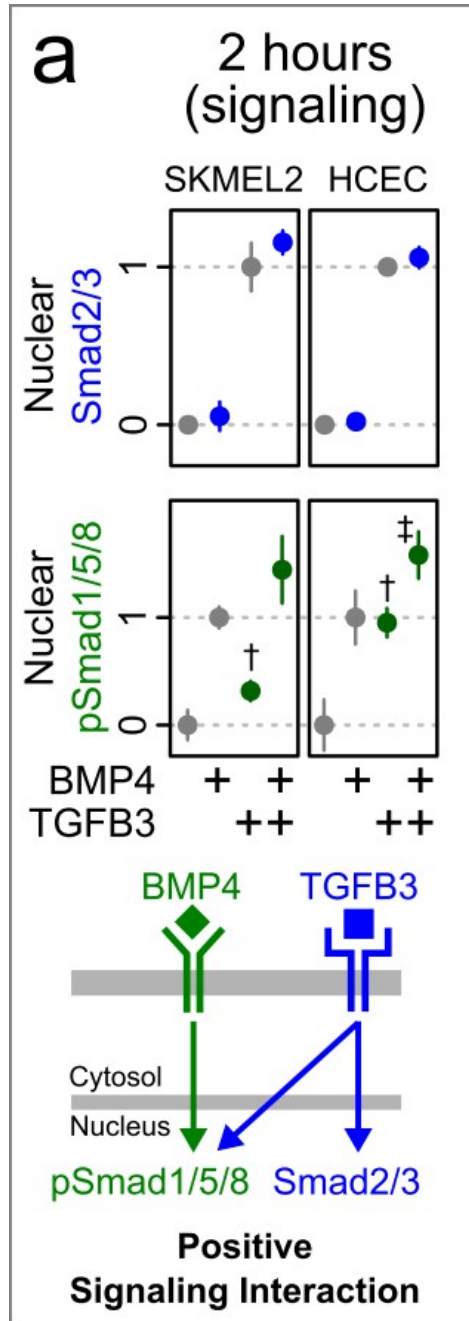 a
2 hours
(signaling)
SKMEL2 HCEC
Nuclear
Smad2/3
1
0
Nuclear
pSmad1/5/8
1
0
†
†
‡
BMP4 + + + +
TGFB3 ++ ++
BMP4 TGFB3
Cytosol
Nucleus
pSmad1/5/8 Smad2/3
Positive
Signaling Interaction